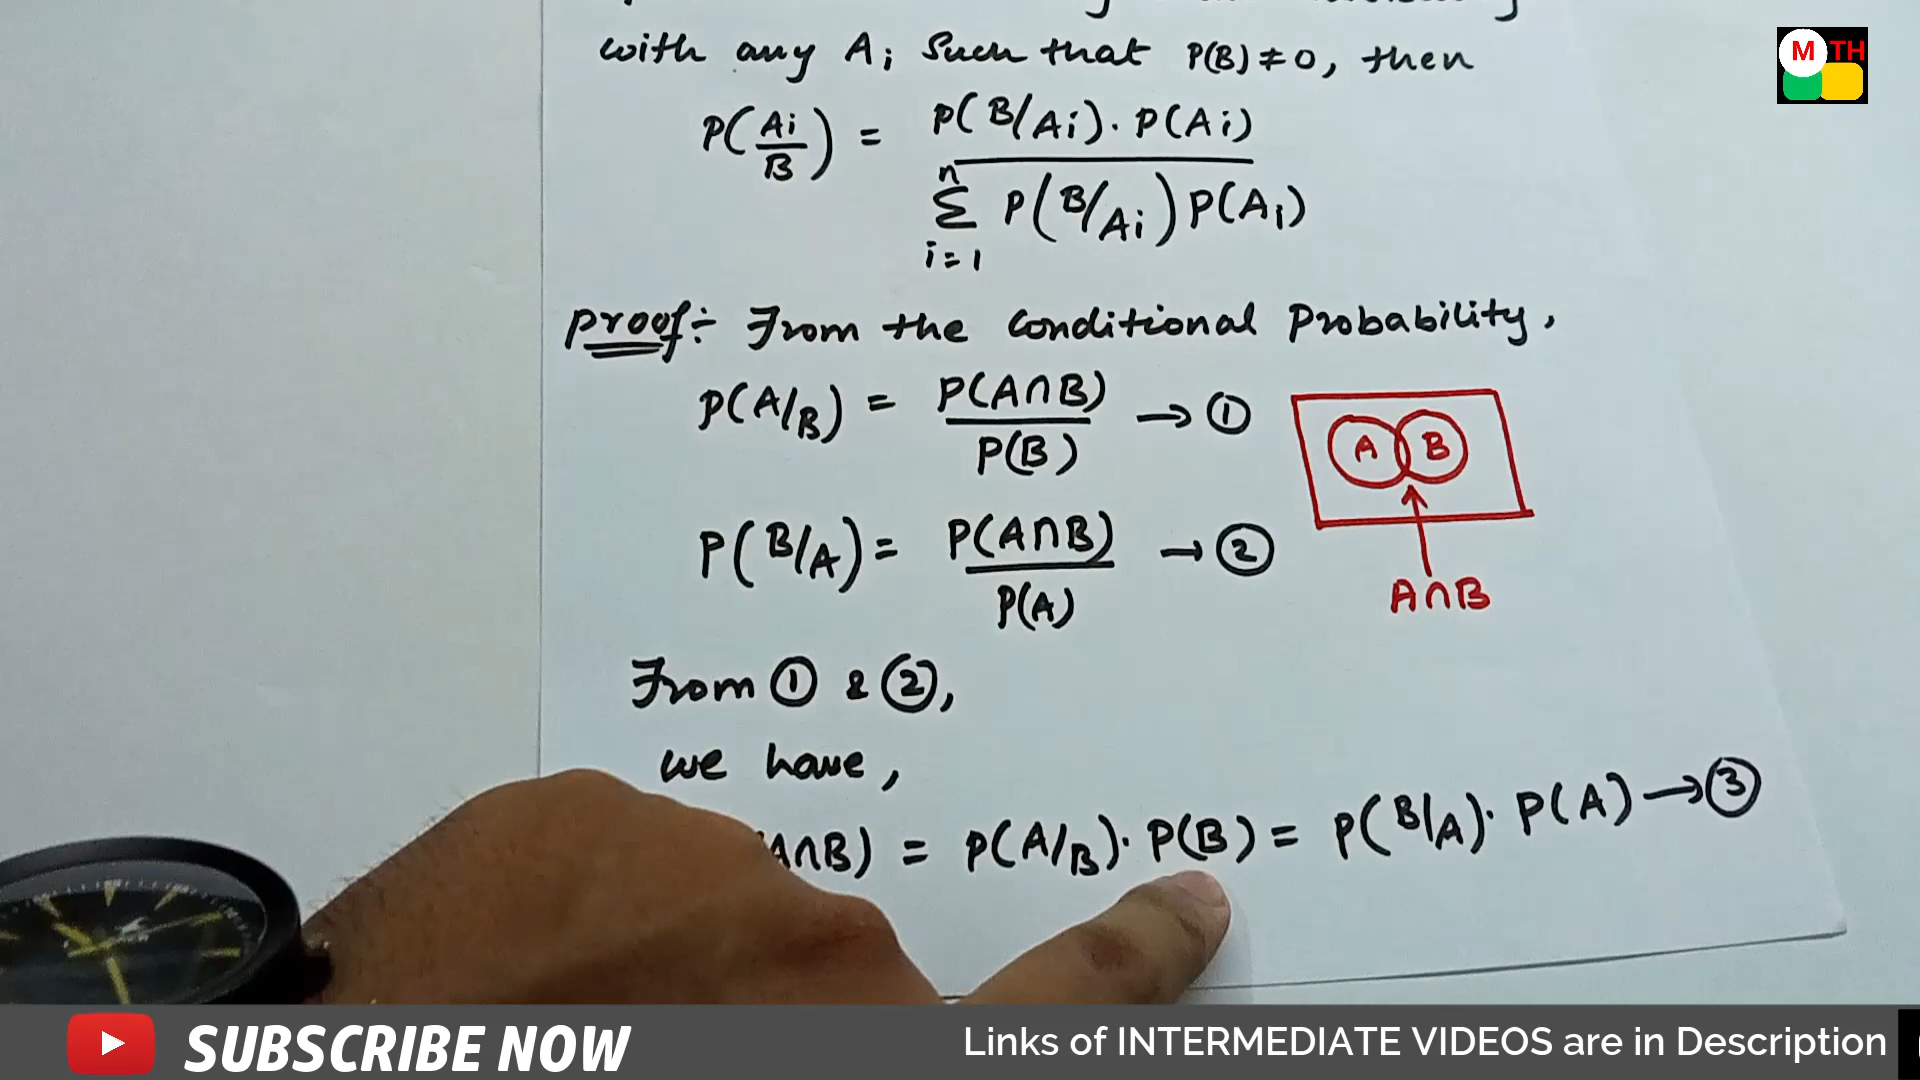 with any Ai Such that P(B) ≠ 0, then
P(Ai/B) = P(B/Ai). P(Ai)
n
Σ P(B/Ai) P(Ai)
i=1
Proof:- From the Conditional Probability,
P(A/B) = P(A∩B) → ①
P(B)
A B
P(B/A) = P(A∩B) → ②
P(A)
A∩B
From ① & ②,
we have,
A∩B) = P(A/B). P(B) = P(B/A). P(A) → ③
M TH
SUBSCRIBE NOW
Links of INTERMEDIATE VIDEOS are in Description